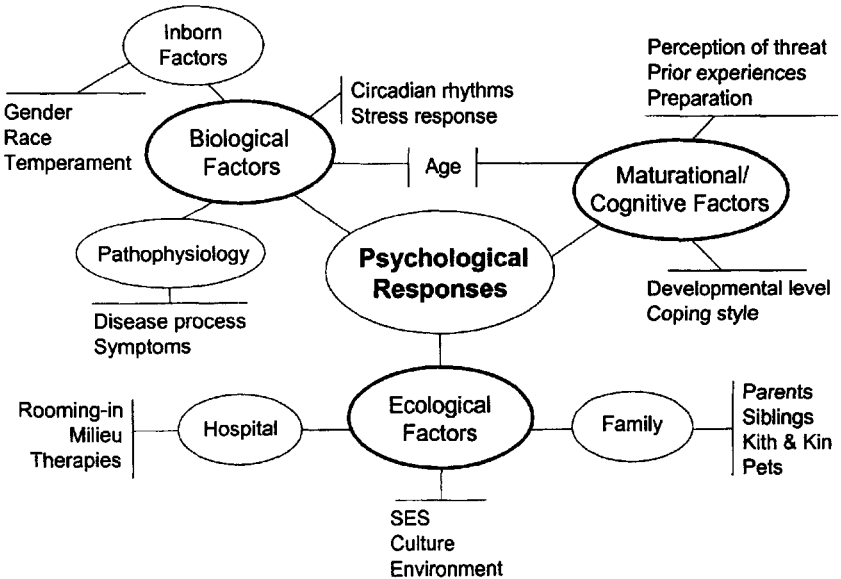 Inborn
Factors
Gender
Race
Temperament
Biological
Factors
Circadian rhythms
Stress response
Age
Perception of threat
Prior experiences
Preparation
Maturational/
Cognitive Factors
Developmental level
Coping style
Pathophysiology
Disease process
Symptoms
Psychological
Responses
Ecological
Factors
Hospital
Rooming-in
Milieu
Therapies
Family
Parents
Siblings
Kith & Kin
Pets
SES
Culture
Environment